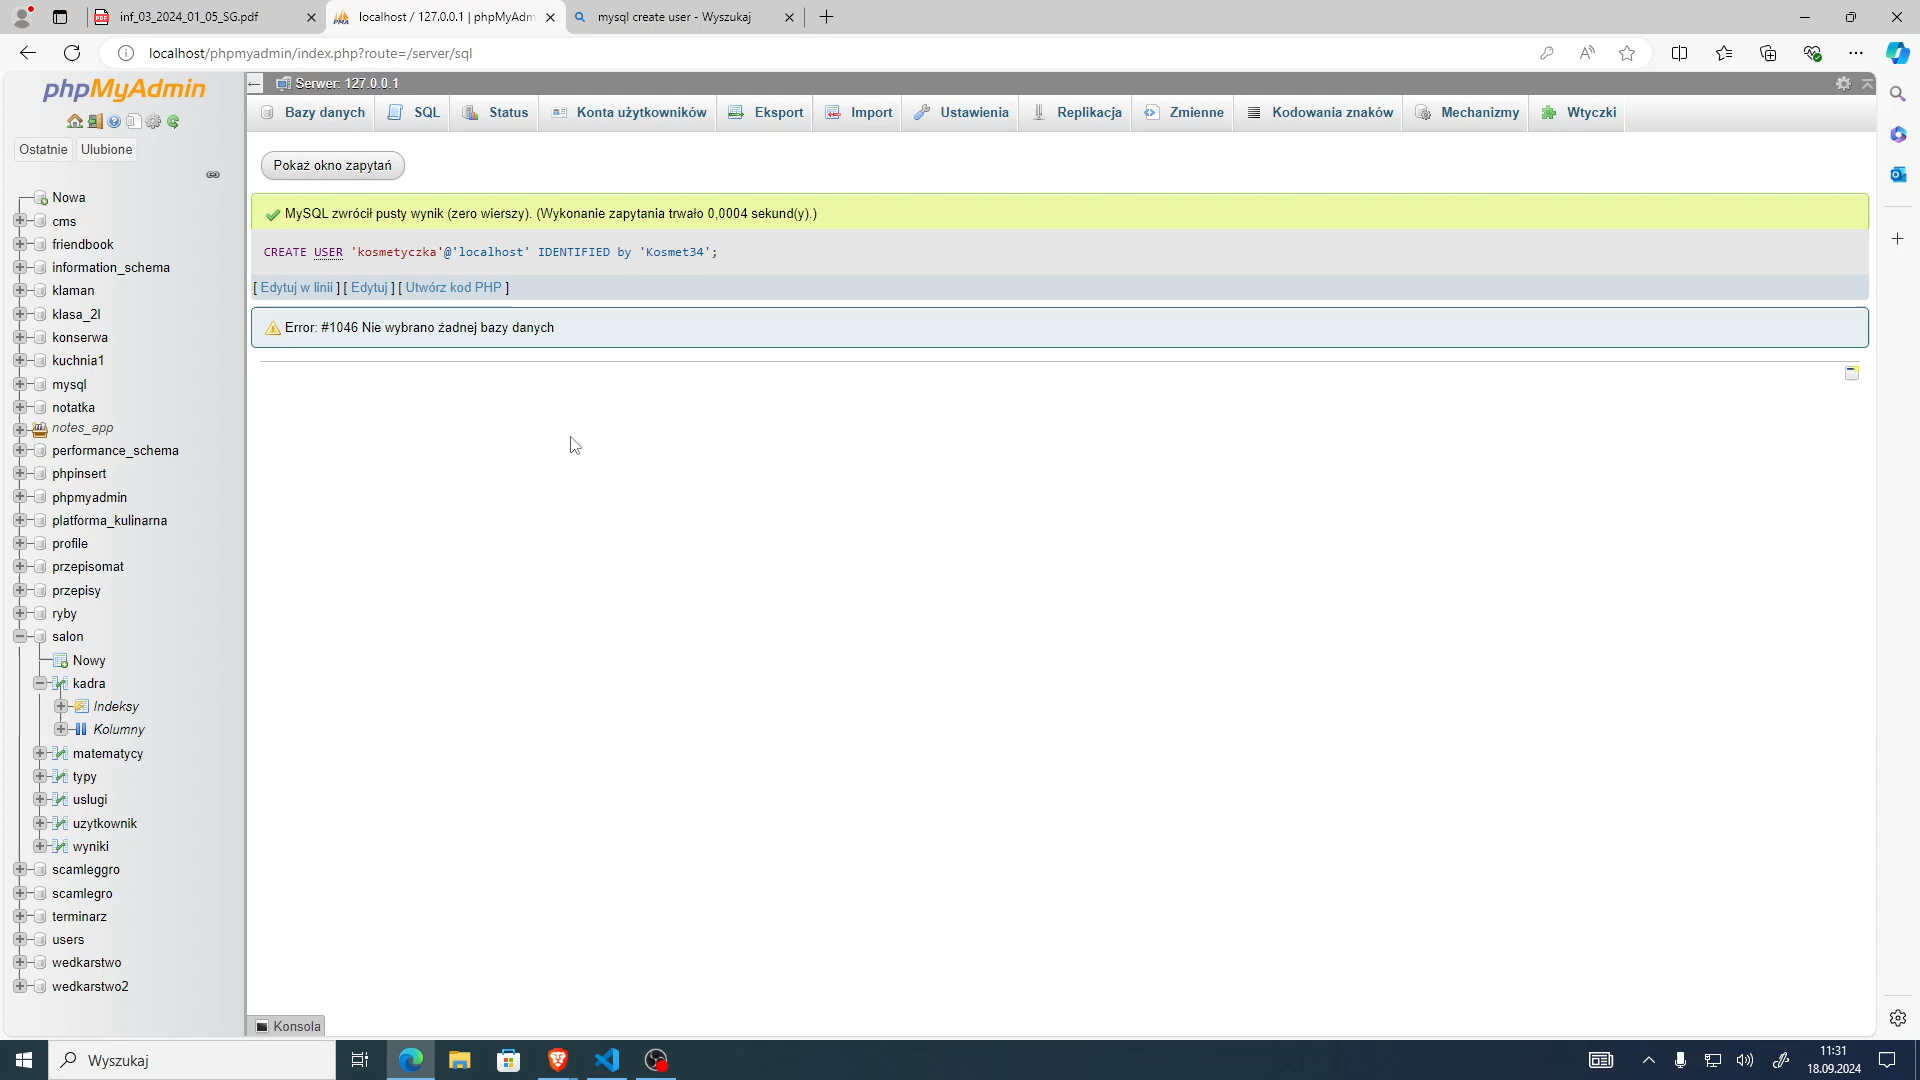 inf_03_2024_01_05_SG.pdf
localhost / 127.0.0.1 | phpMyAdm
mysql create user - Wyszukaj
localhost/phpmyadmin/index.php?route=/server/sql
phpMyAdmin
Ostatnie
Ulubione
Nowa
cms
friendbook
information_schema
klaman
klasa_2l
konserwa
kuchnia1
mysql
notatka
notes_app
performance_schema
phpinsert
phpmyadmin
platforma_kulinarna
profile
przepisomat
przepisy
ryby
salon
Nowy
kadra
Indeksy
Kolumny
matematycy
typy
uslugi
uzytkownik
wyniki
scamleggro
scamlegro
terminarz
users
wedkarstwo
wedkarstwo2
Serwer: 127.0.0.1
Bazy danych
SQL
Status
Konta użytkowników
Eksport
Import
Ustawienia
Replikacja
Zmienne
Kodowania znaków
Mechanizmy
Wtyczki
Pokaż okno zapytań
MySQL zwrócił pusty wynik (zero wierszy). (Wykonanie zapytania trwało 0,0004 sekund(y).)
CREATE USER 'kosmetyczka'@'localhost' IDENTIFIED by 'Kosmet34';
[ Edytuj w linii ] [ Edytuj ] [ Utwórz kod PHP ]
Error: #1046 Nie wybrano żadnej bazy danych
Konsola
Wyszukaj
11:31
18.09.2024